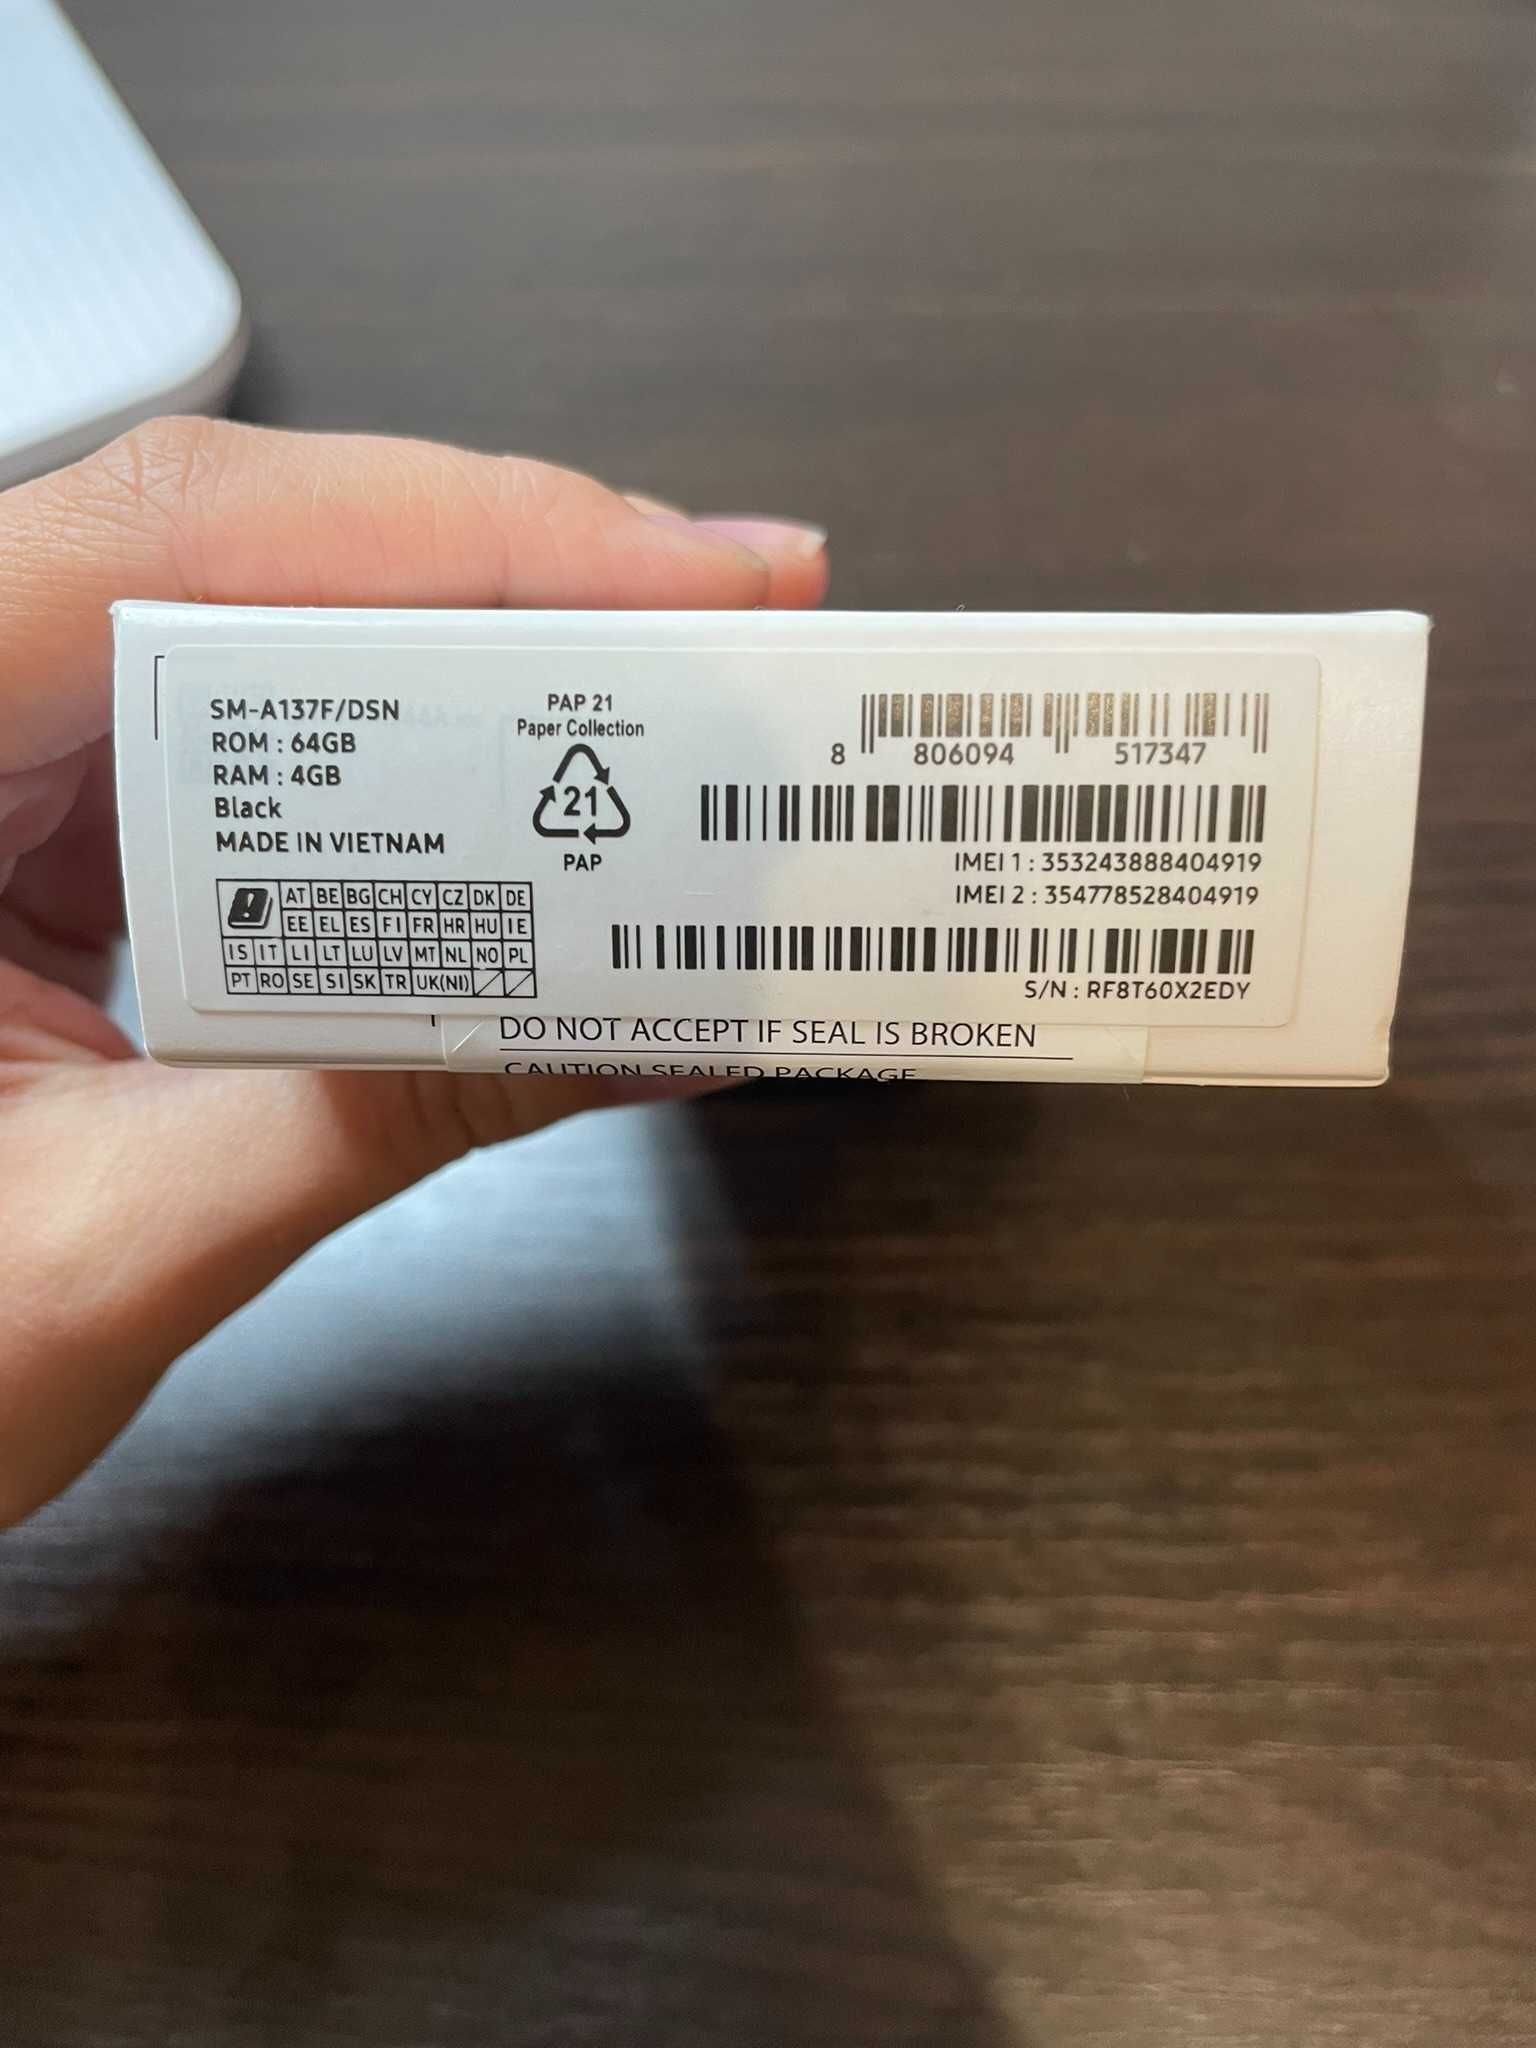 SM-A137F/DSN
ROM : 64GB
RAM : 4GB
Black
MADE IN VIETNAM
PAP 21
Paper Collection
21
PAP
8 806094 517347
IMEI 1 : 353243888404919
IMEI 2 : 354778528404919
S/N : RF8T60X2EDY
! AT BE BG CH CY CZ DK DE
EE EL ES FI FR HR HU IE
IS IT LI LT LU LV MT NL NO PL
PT RO SE SI SK TR UK(NI)
DO NOT ACCEPT IF SEAL IS BROKEN
CAUTION SEALED PACKAGE